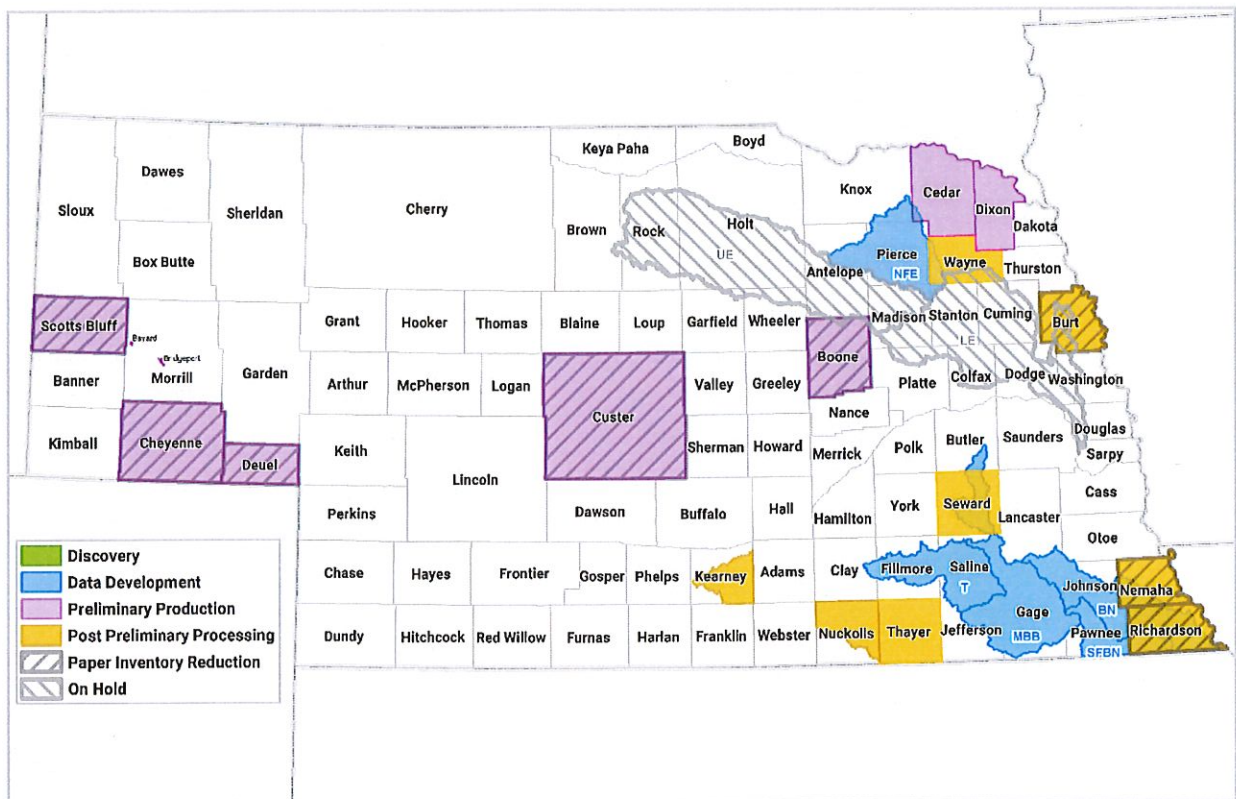 Keya Paha
Boyd
Dawes
Knox
Cedar
Dixon
Sioux
Sheridan
Cherry
Brown
Rock
Holt
Dakota
UE
Box Butte
Antelope
Pierce
NFE
Wayne
Thurston
Scotts Bluff
Bayard
Bridgeport
Morrill
Garden
Grant
Hooker
Thomas
Blaine
Loup
Garfield
Wheeler
Madison
Stanton
Cuming
Burt
LE
Boone
Banner
Arthur
McPherson
Logan
Custer
Valley
Greeley
Platte
Colfax
Dodge
Washington
Nance
Kimball
Cheyenne
Deuel
Keith
Lincoln
Sherman
Howard
Merrick
Polk
Butler
Saunders
Douglas
Sarpy
Perkins
Dawson
Buffalo
Hall
Hamilton
York
Seward
Lancaster
Cass
Otoe
Chase
Hayes
Frontier
Gosper
Phelps
Kearney
Adams
Clay
Fillmore
Saline
T
Johnson
BN
Nemaha
Gage
MBB
Dundy
Hitchcock
Red Willow
Furnas
Harlan
Franklin
Webster
Nuckolls
Thayer
Jefferson
Pawnee
SFBN
Richardson
Discovery
Data Development
Preliminary Production
Post Preliminary Processing
Paper Inventory Reduction
On Hold